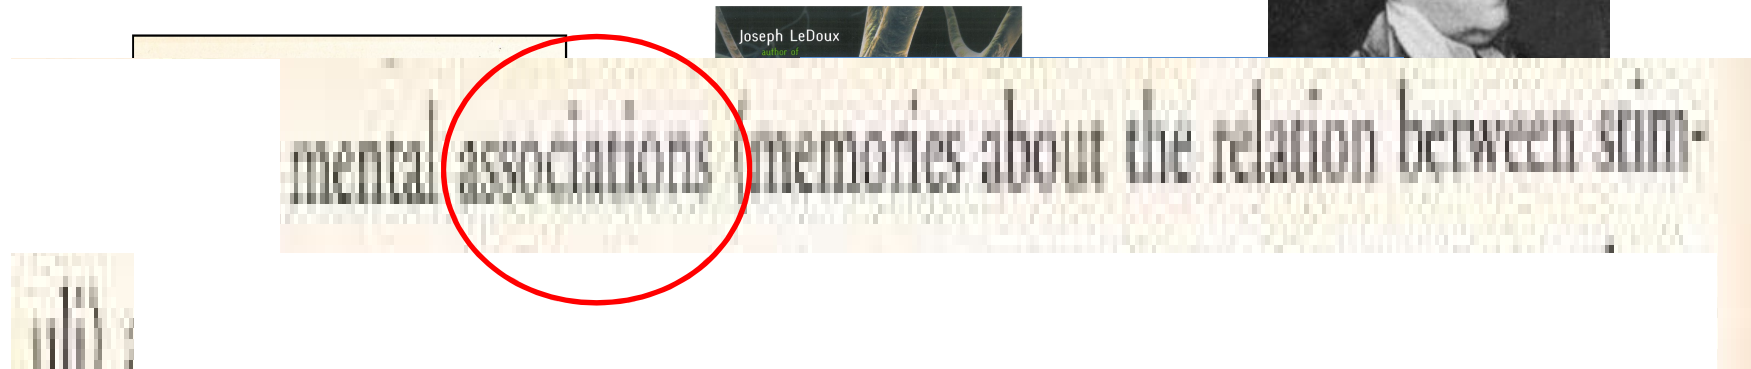 Joseph LeDoux
author of
mental associations (memories about the relation between stim-
uli)